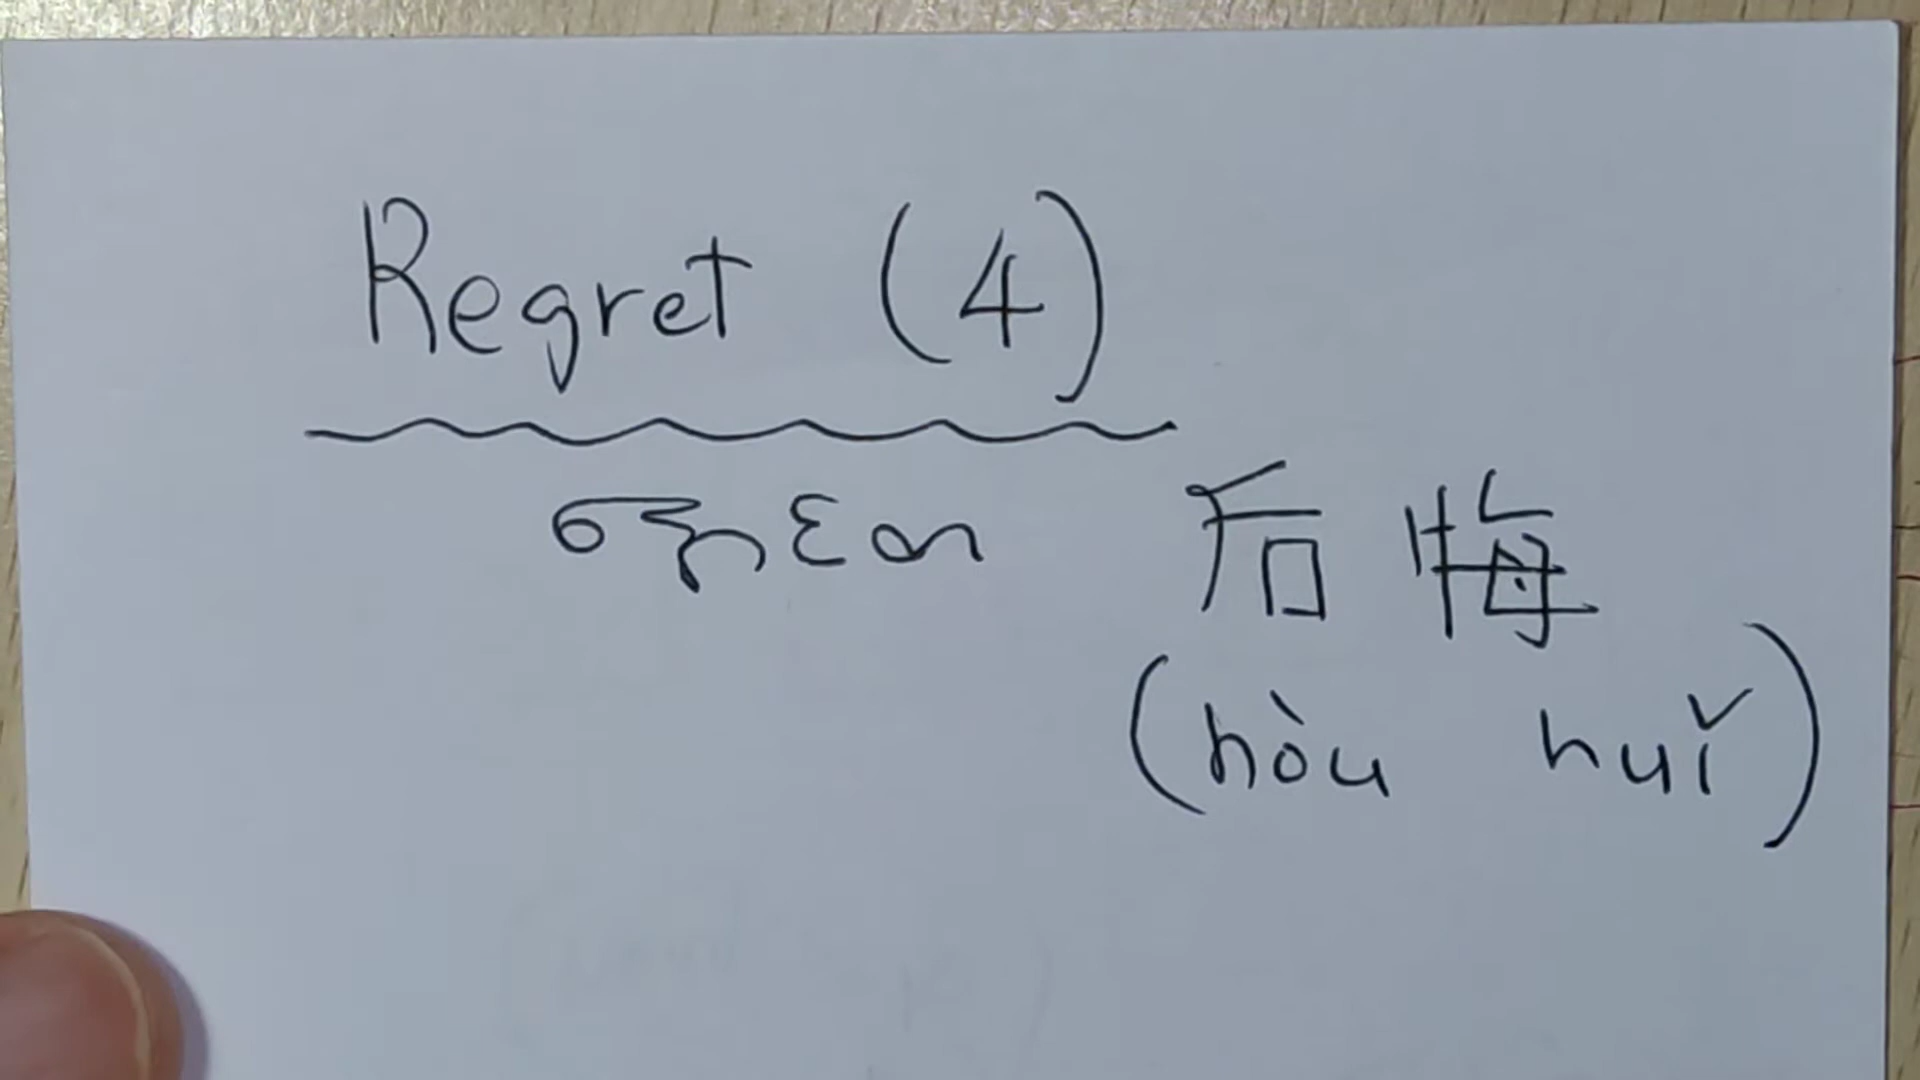 Regret (4)
后悔
(hòu huǐ)